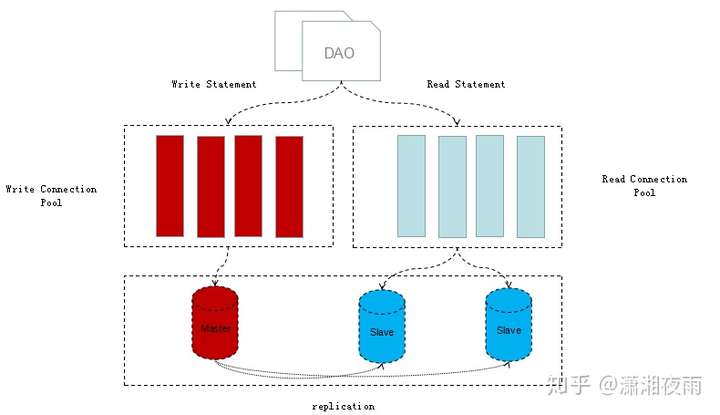 DAO
Write Statement
Read Statement
Write Connection
Pool
Read Connection
Pool
Master
Slave
Slave
replication
知乎 @潇湘夜雨